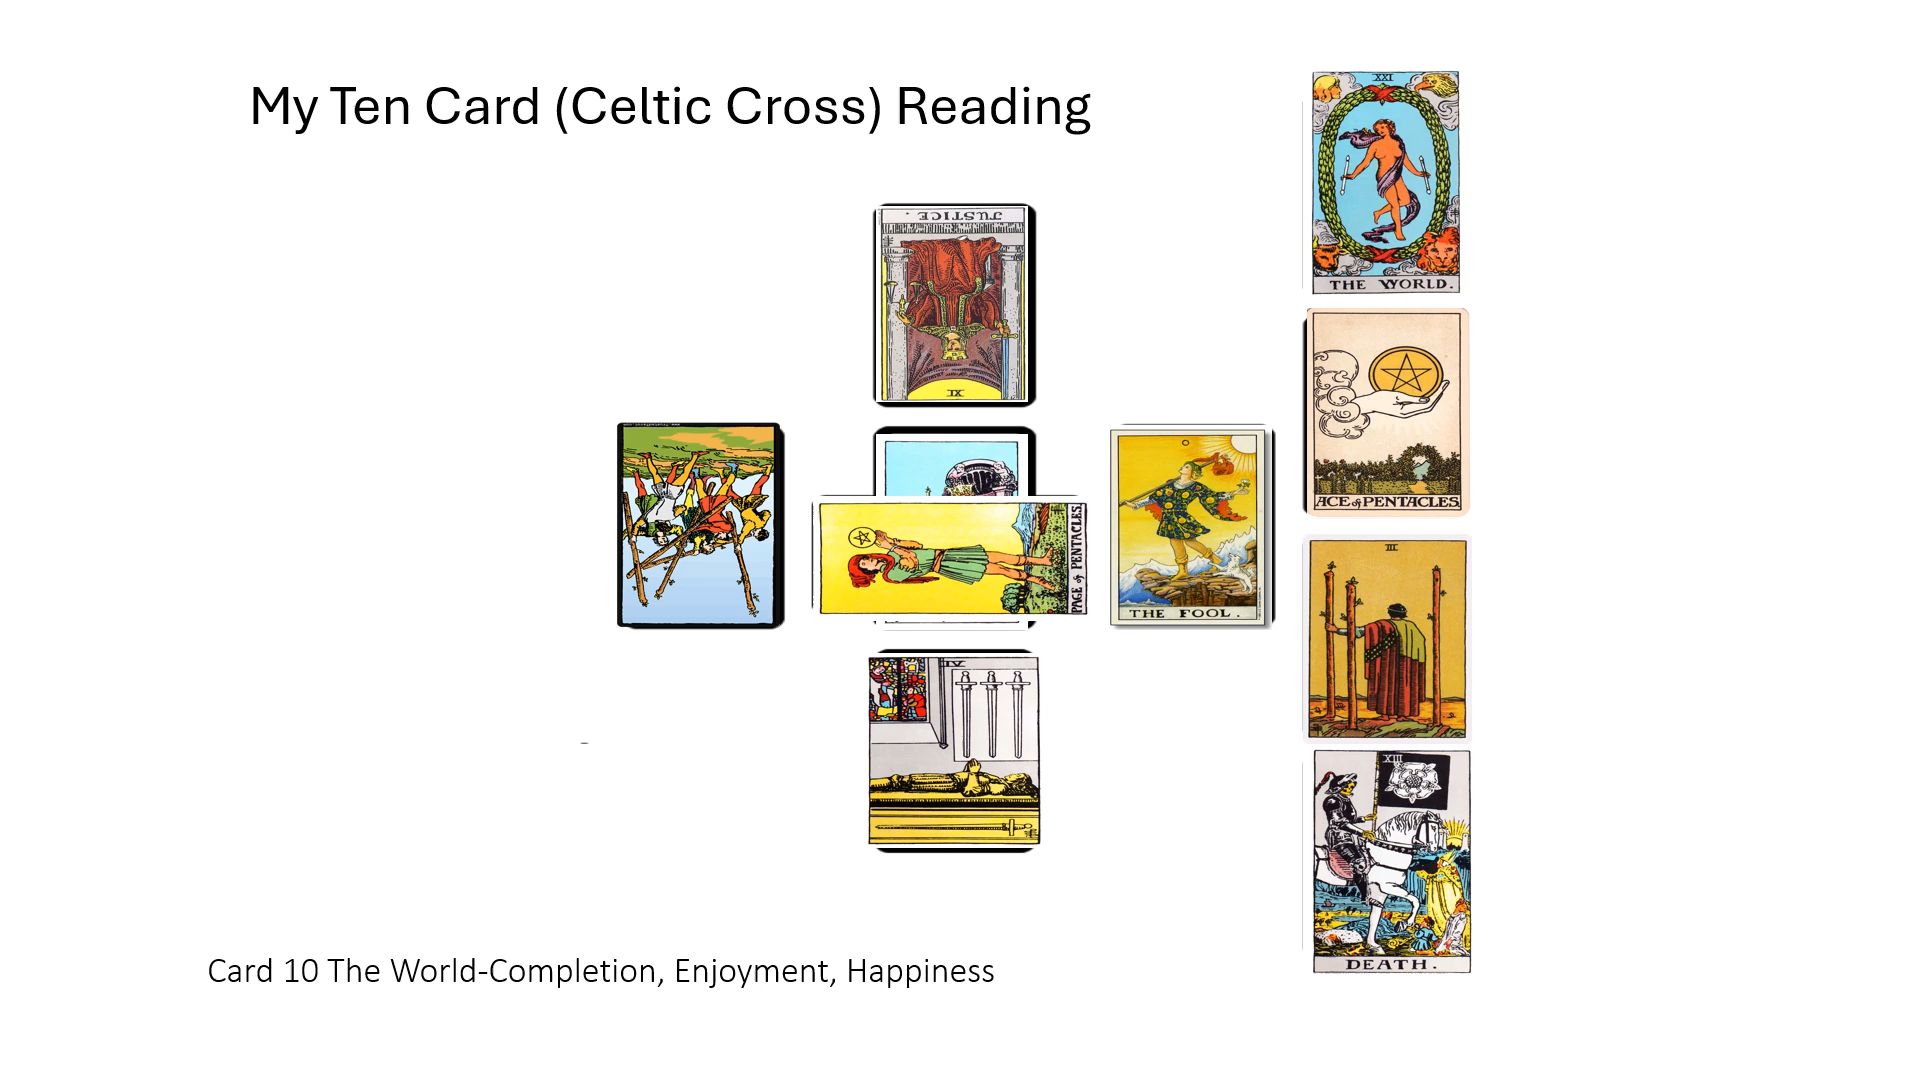 My Ten Card (Celtic Cross) Reading
XXI
THE WORLD.
JUSTICE.
XI
ACE of PENTACLES.
PAGE of PENTACLES.
THE FOOL.
III
IV
XIII
DEATH.
Card 10 The World-Completion, Enjoyment, Happiness